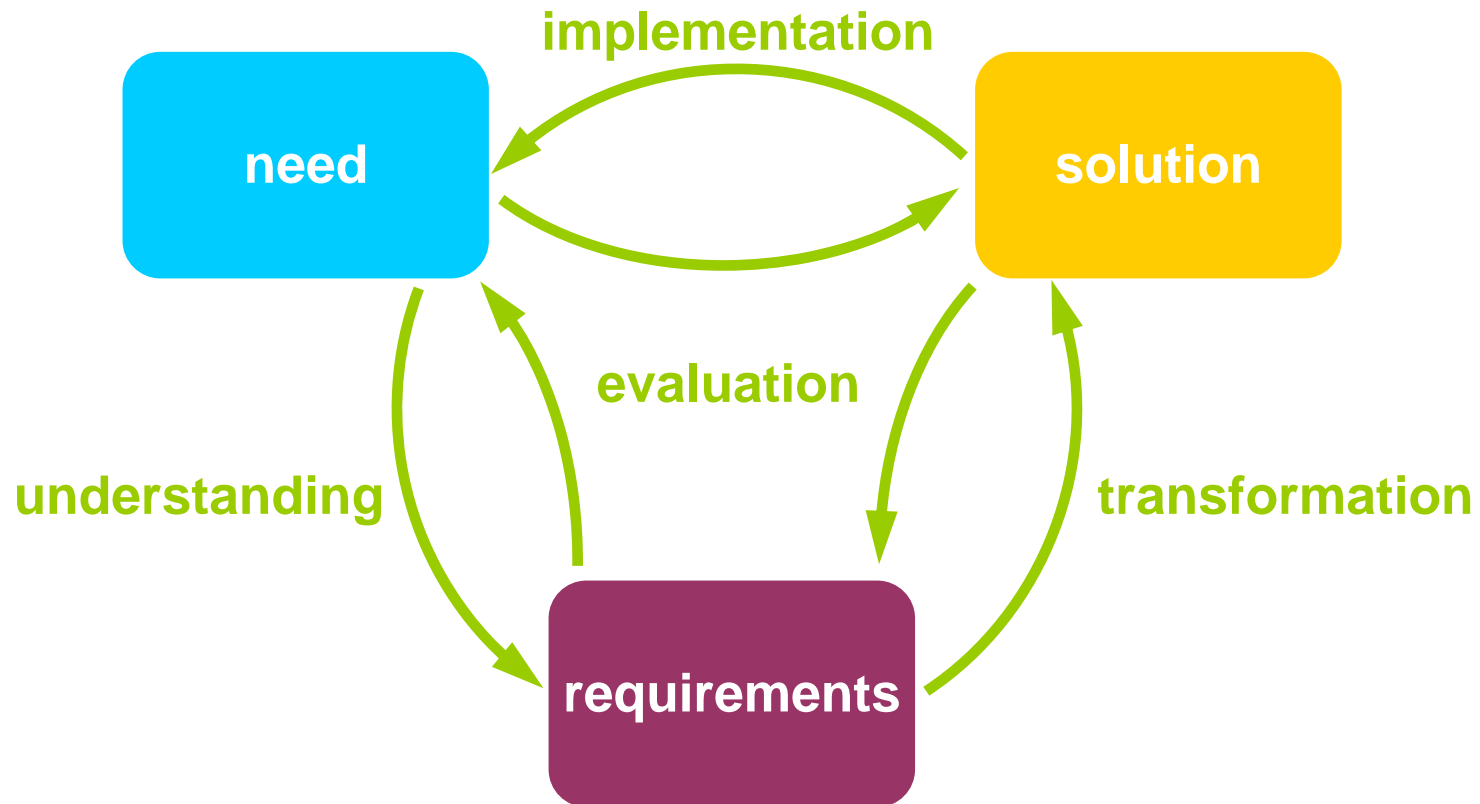 implementation
need
solution
evaluation
understanding
transformation
requirements